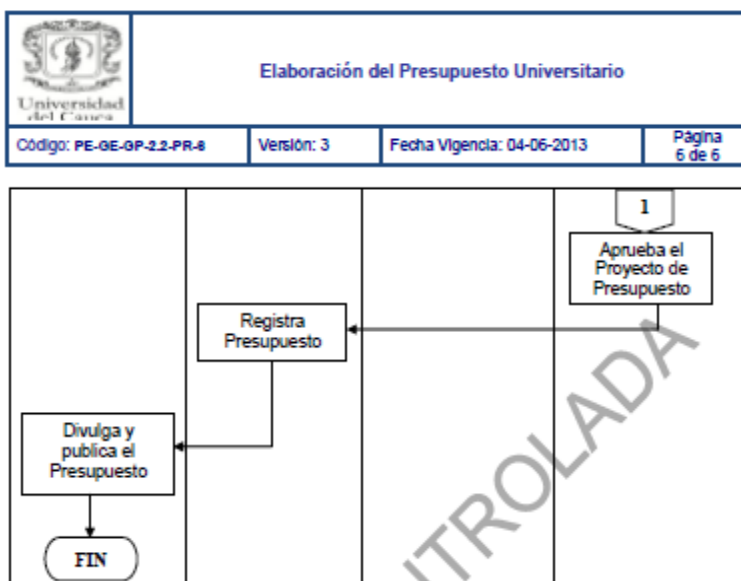 Universidad
del Cauca
Elaboración del Presupuesto Universitario
Código: PE-GE-GP-2.2-PR-6
Versión: 3
Fecha Vigencia: 04-06-2013
Página
6 de 6
1
Aprueba el
Proyecto de
Presupuesto
Registra
Presupuesto
Divulga y
publica el
Presupuesto
FIN
TROLADA